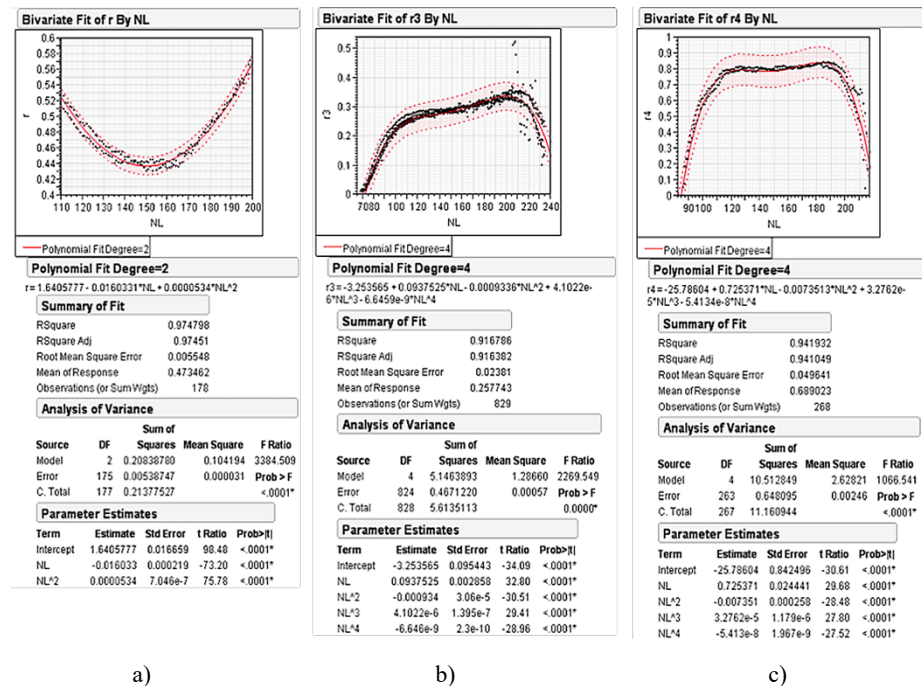 Bivariate Fit of r By NL
0.6
0.58
0.56
0.54
0.52
0.5
0.48
0.46
0.44
0.42
0.4
r
110 120 130 140 150 160 170 180 190 200
NL
Polynomial Fit Degree=2
Polynomial Fit Degree=2
r=1.6405777 - 0.0160331*NL + 0.0000534*NL^2
Summary of Fit
RSquare 0.974798
RSquare Adj 0.97451
Root Mean Square Error 0.005548
Mean of Response 0.473462
Observations (or Sum Wgts) 178
Analysis of Variance
Sum of
Source DF Squares Mean Square F Ratio
Model 2 0.20838780 0.104194 3384.509
Error 175 0.00538747 0.000031 Prob > F
C. Total 177 0.21377527 <.0001*
Parameter Estimates
Term Estimate Std Error t Ratio Prob>|t|
Intercept 1.6405777 0.016659 98.48 <.0001*
NL -0.016033 0.000219 -73.20 <.0001*
NL^2 0.0000534 7.046e-7 75.78 <.0001*
a)
Bivariate Fit of r3 By NL
0.5
0.4
0.3
0.2
0.1
0
r3
7080 100 120 140 160 180 200 220 240
NL
Polynomial Fit Degree=4
Polynomial Fit Degree=4
r3 = -3.253565 + 0.0937525*NL - 0.0009336*NL^2 + 4.1022e-
6*NL^3 - 6.6459e-9*NL^4
Summary of Fit
RSquare 0.916786
RSquare Adj 0.916382
Root Mean Square Error 0.02381
Mean of Response 0.257743
Observations (or Sum Wgts) 829
Analysis of Variance
Sum of
Source DF Squares Mean Square F Ratio
Model 4 5.1463893 1.28660 2269.549
Error 824 0.4671220 0.00057 Prob > F
C. Total 828 5.6135113 0.0000*
Parameter Estimates
Term Estimate Std Error t Ratio Prob>|t|
Intercept -3.253565 0.095443 -34.09 <.0001*
NL 0.0937525 0.002858 32.80 <.0001*
NL^2 -0.000934 3.06e-5 -30.51 <.0001*
NL^3 4.1022e-6 1.395e-7 29.41 <.0001*
NL^4 -6.646e-9 2.3e-10 -28.96 <.0001*
b)
Bivariate Fit of r4 By NL
1
0.9
0.8
0.7
0.6
0.5
0.4
0.3
0.2
0.1
0
r4
90100 120 140 160 180 200
NL
Polynomial Fit Degree=4
Polynomial Fit Degree=4
r4 = -25.78604 + 0.725371*NL - 0.0073513*NL^2 + 3.2762e-
5*NL^3 - 5.4134e-8*NL^4
Summary of Fit
RSquare 0.941932
RSquare Adj 0.941049
Root Mean Square Error 0.049641
Mean of Response 0.689023
Observations (or Sum Wgts) 268
Analysis of Variance
Sum of
Source DF Squares Mean Square F Ratio
Model 4 10.512849 2.62821 1066.541
Error 263 0.648095 0.00246 Prob > F
C. Total 267 11.160944 <.0001*
Parameter Estimates
Term Estimate Std Error t Ratio Prob>|t|
Intercept -25.78604 0.842496 -30.61 <.0001*
NL 0.725371 0.024441 29.68 <.0001*
NL^2 -0.007351 0.000258 -28.48 <.0001*
NL^3 3.2762e-5 1.179e-6 27.80 <.0001*
NL^4 -5.413e-8 1.967e-9 -27.52 <.0001*
c)